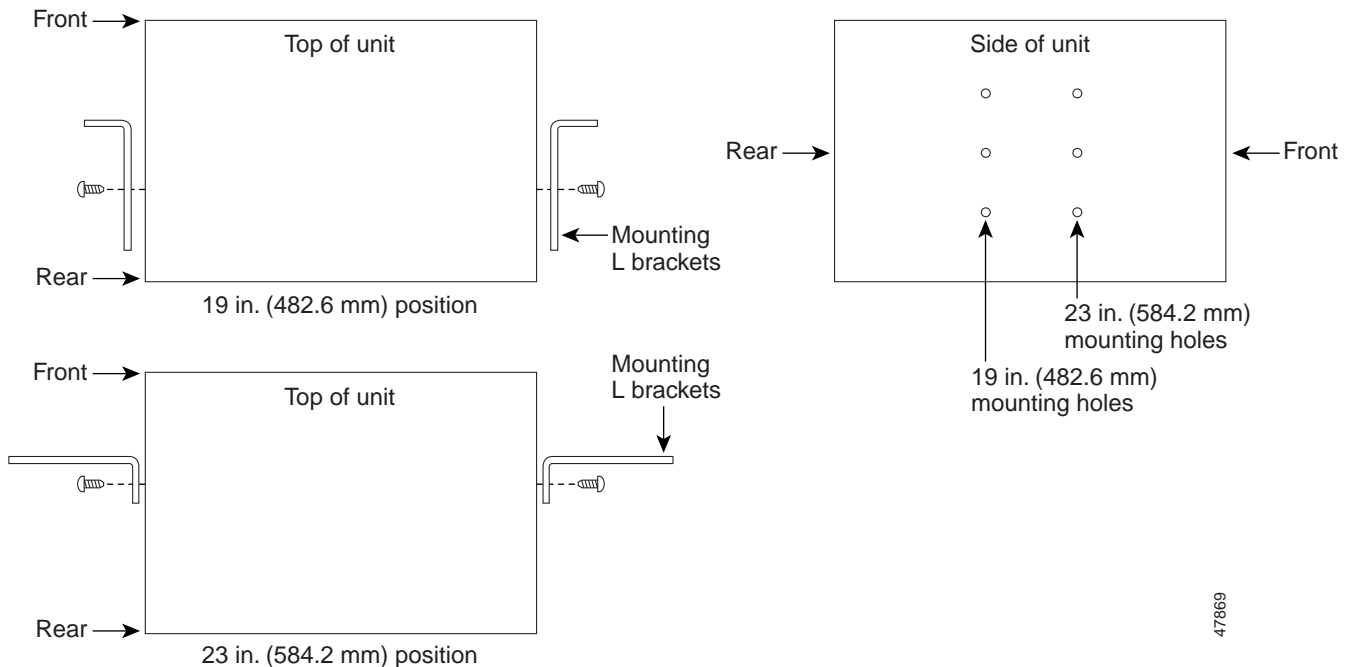 Front
Top of unit
Mounting
L brackets
Rear
19 in. (482.6 mm) position
Side of unit
Rear
Front
23 in. (584.2 mm)
mounting holes
19 in. (482.6 mm)
mounting holes
Front
Top of unit
Mounting
L brackets
Rear
23 in. (584.2 mm) position
47869